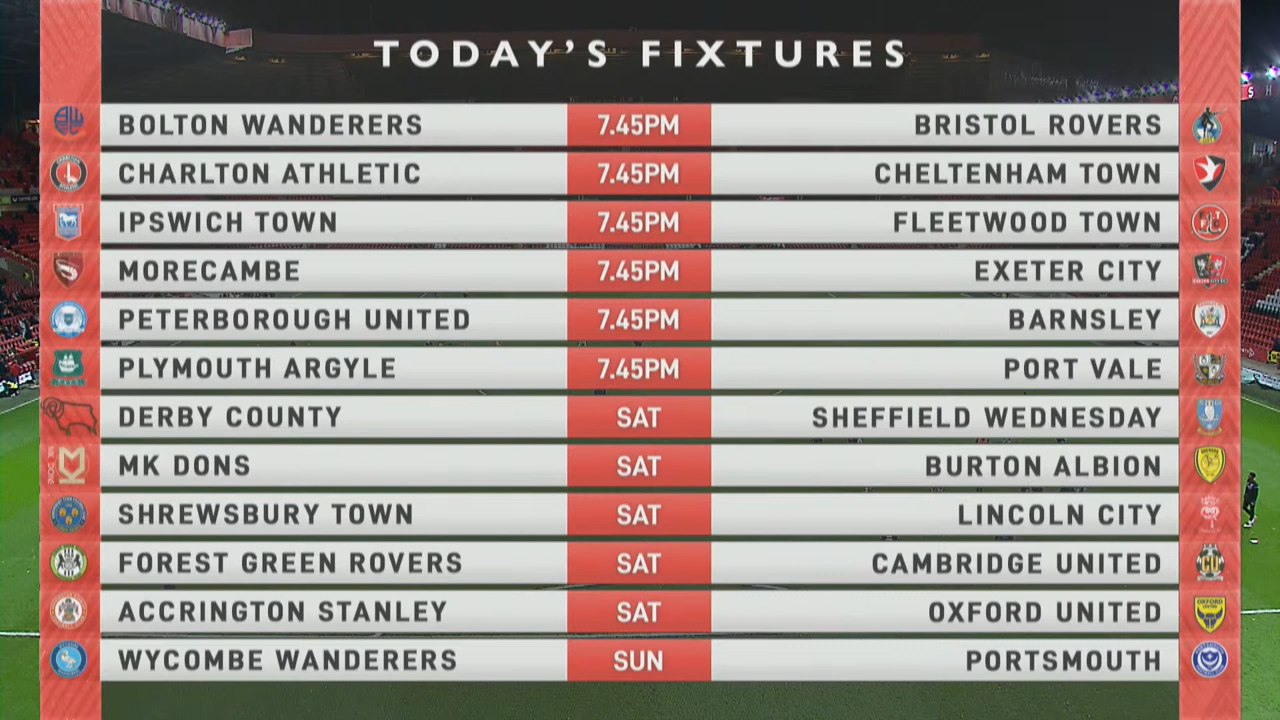 TODAY'S FIXTURES
BOLTON WANDERERS 7.45PM BRISTOL ROVERS
CHARLTON ATHLETIC 7.45PM CHELTENHAM TOWN
IPSWICH TOWN 7.45PM FLEETWOOD TOWN
MORECAMBE 7.45PM EXETER CITY
PETERBOROUGH UNITED 7.45PM BARNSLEY
PLYMOUTH ARGYLE 7.45PM PORT VALE
DERBY COUNTY SAT SHEFFIELD WEDNESDAY
MK DONS SAT BURTON ALBION
SHREWSBURY TOWN SAT LINCOLN CITY
FOREST GREEN ROVERS SAT CAMBRIDGE UNITED
ACCRINGTON STANLEY SAT OXFORD UNITED
WYCOMBE WANDERERS SUN PORTSMOUTH